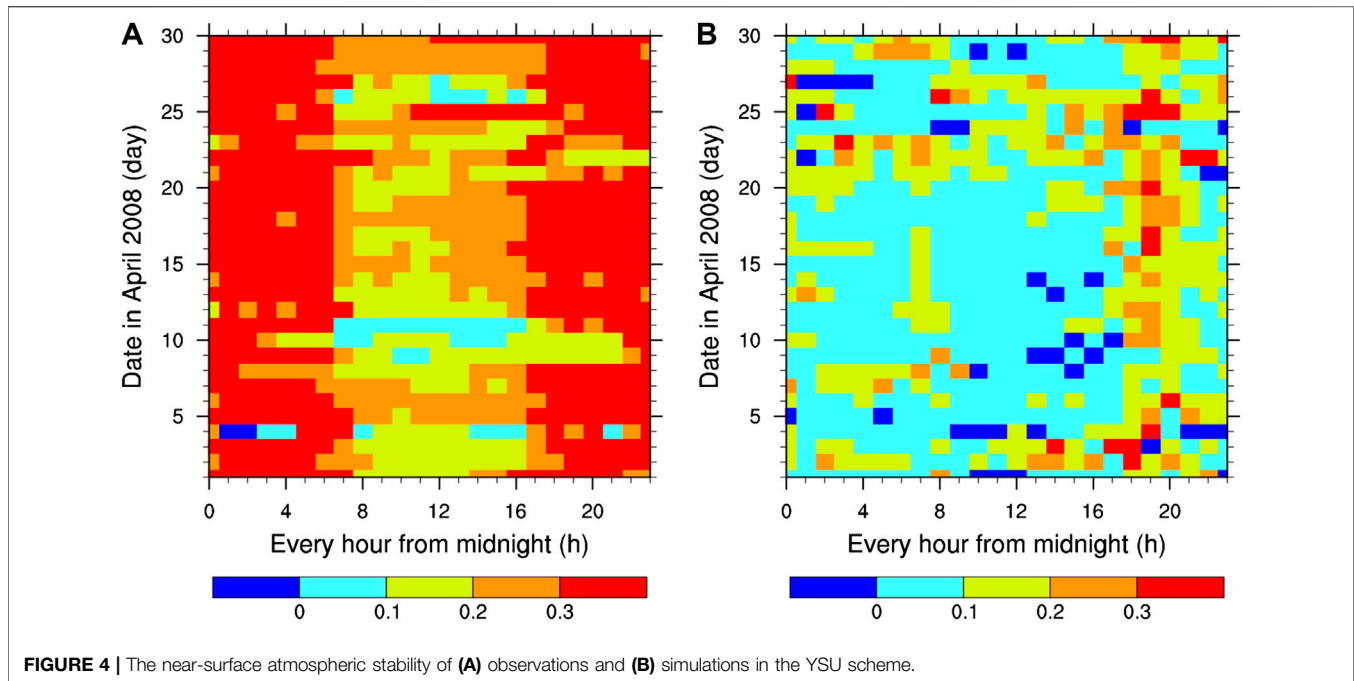 A
B
30
25
20
15
10
5
Date in April 2008 (day)
0 4 8 12 16 20
Every hour from midnight (h)
0 0.1 0.2 0.3
30
25
20
15
10
5
Date in April 2008 (day)
0 4 8 12 16 20
Every hour from midnight (h)
0 0.1 0.2 0.3
FIGURE 4 | The near-surface atmospheric stability of (A) observations and (B) simulations in the YSU scheme.